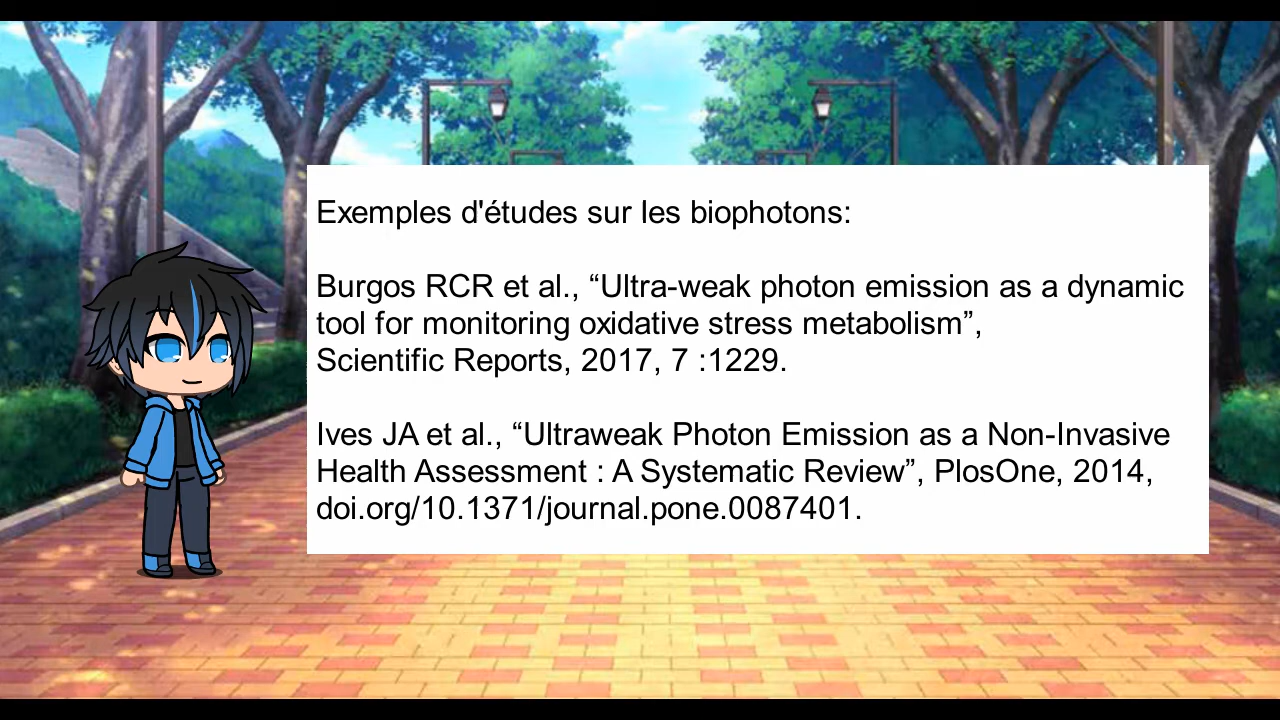 Exemples d'études sur les biophotons:
Burgos RCR et al., “Ultra-weak photon emission as a dynamic
tool for monitoring oxidative stress metabolism”,
Scientific Reports, 2017, 7 :1229.
Ives JA et al., “Ultraweak Photon Emission as a Non-Invasive
Health Assessment : A Systematic Review”, PlosOne, 2014,
doi.org/10.1371/journal.pone.0087401.